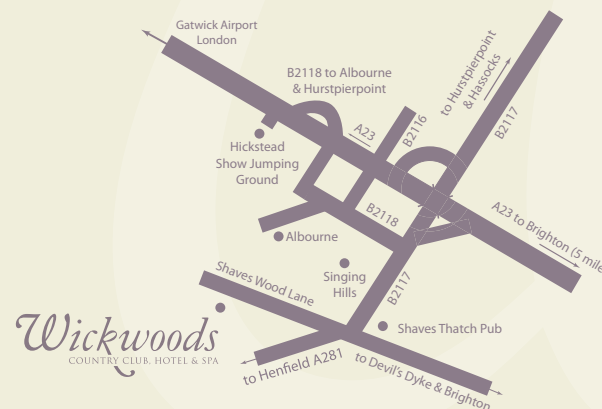 Gatwick Airport
London
B2118 to Albourne
& Hurstpierpoint
to Hurstpierpoint
& Hassocks
A23
B2116
B2117
Hickstead
Show Jumping
Ground
B2118
A23 to Brighton (5 mile
Albourne
Singing
Hills
B2117
Shaves Wood Lane
Wickwoods
COUNTRY CLUB, HOTEL & SPA
Shaves Thatch Pub
to Henfield A281
to Devil's Dyke & Brighton